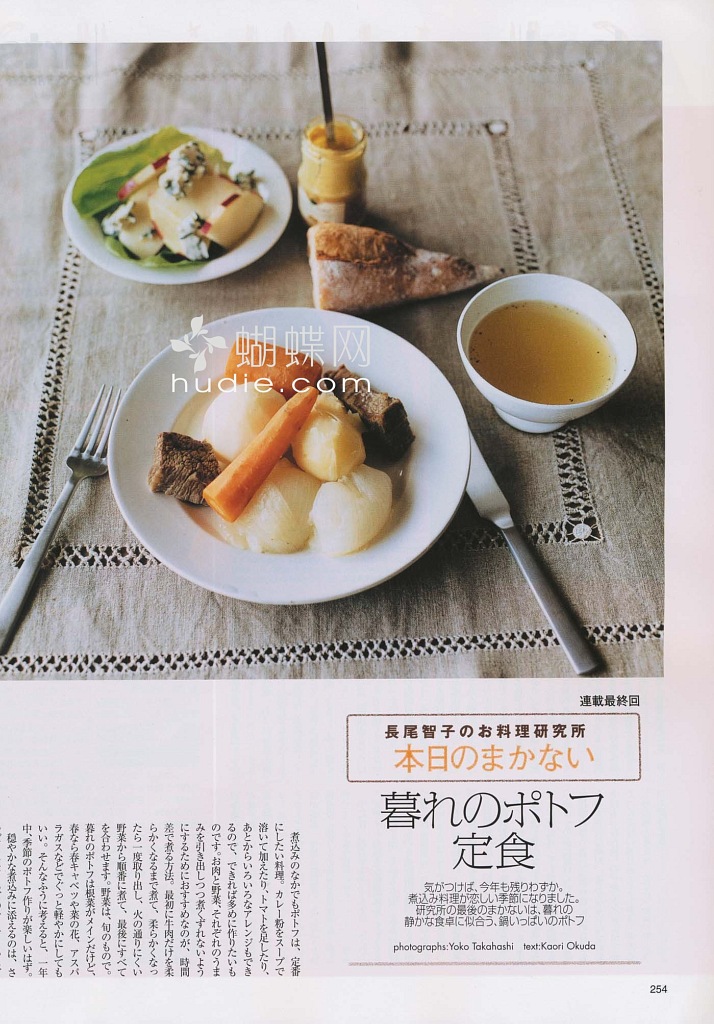 蝴蝶网
hudie.com
連載最終回
長尾智子のお料理研究所
本日のまかない
暮れのポトフ
定食
気がつけば、今年も残りわずか。
煮込み料理が恋しい季節になりました。
研究所の最後のまかないは、暮れの
静かな食卓に似合う、鍋いっぱいのポトフ
photographs:Yoko Takahashi text:Kaori Okuda
煮込みのなかでもポトフは、定番
にしたい料理。カレー粉をスープで
溶いて加えたり、トマトを足したり、
あとからいろいろなアレンジもでき
るので、できれば多めに作りたいも
のです。お肉と野菜、それぞれのうま
みを引き出しつつ煮くずれないよう
にするためにおすすめなのが、時間
差で煮る方法。最初に牛肉だけを柔
らかくなるまで煮て、柔らかくなっ
たら一度取り出し、火の通りにくい
野菜から順番に煮て、最後にすべて
を合わせます。野菜は、旬のもので。
暮れのポトフは根菜がメインだけど、
春なら春キャベツや菜の花、アスパ
ラガスなどでぐっと軽やかにしても
いい。そんなふうに考えると、一年
中、季節のポトフ作りが楽しいはず。
穏やかな煮込みに添えるのは、さ
254